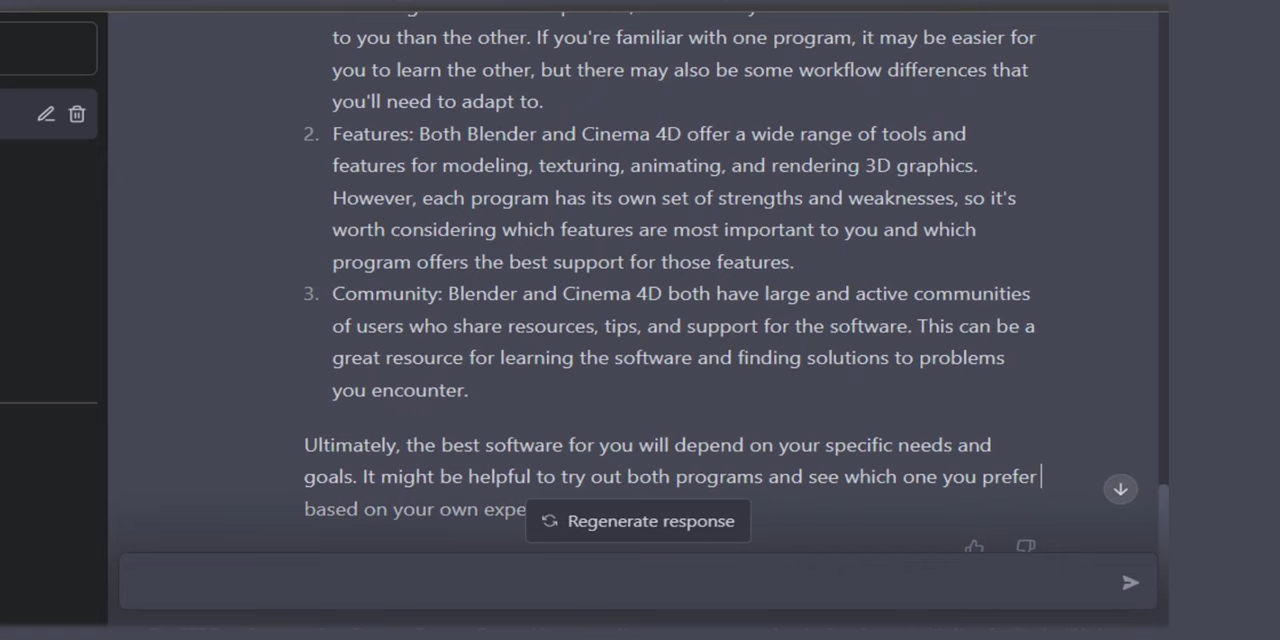 to you than the other. If you're familiar with one program, it may be easier for
you to learn the other, but there may also be some workflow differences that
you'll need to adapt to.
2. Features: Both Blender and Cinema 4D offer a wide range of tools and
features for modeling, texturing, animating, and rendering 3D graphics.
However, each program has its own set of strengths and weaknesses, so it's
worth considering which features are most important to you and which
program offers the best support for those features.
3. Community: Blender and Cinema 4D both have large and active communities
of users who share resources, tips, and support for the software. This can be a
great resource for learning the software and finding solutions to problems
you encounter.
Ultimately, the best software for you will depend on your specific needs and
goals. It might be helpful to try out both programs and see which one you prefer
based on your own expe
Regenerate response